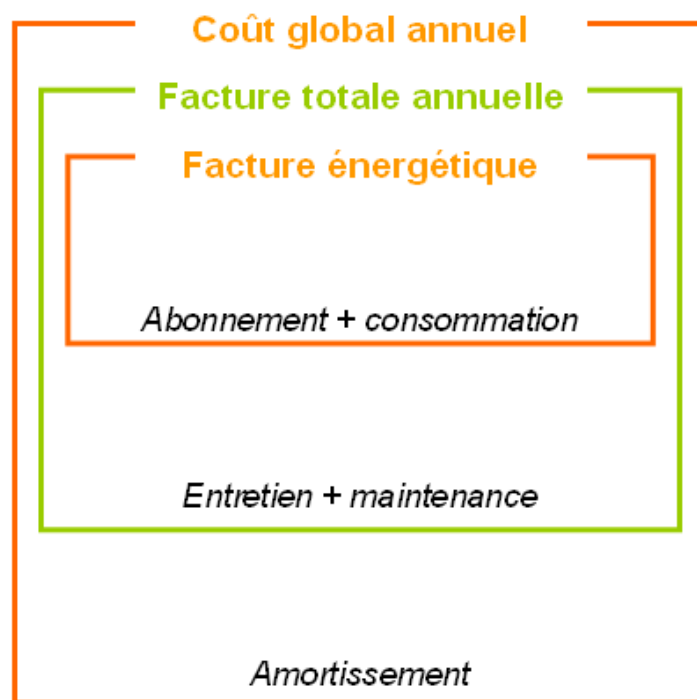 Coût global annuel
Facture totale annuelle
Facture énergétique
Abonnement + consommation
Entretien + maintenance
Amortissement